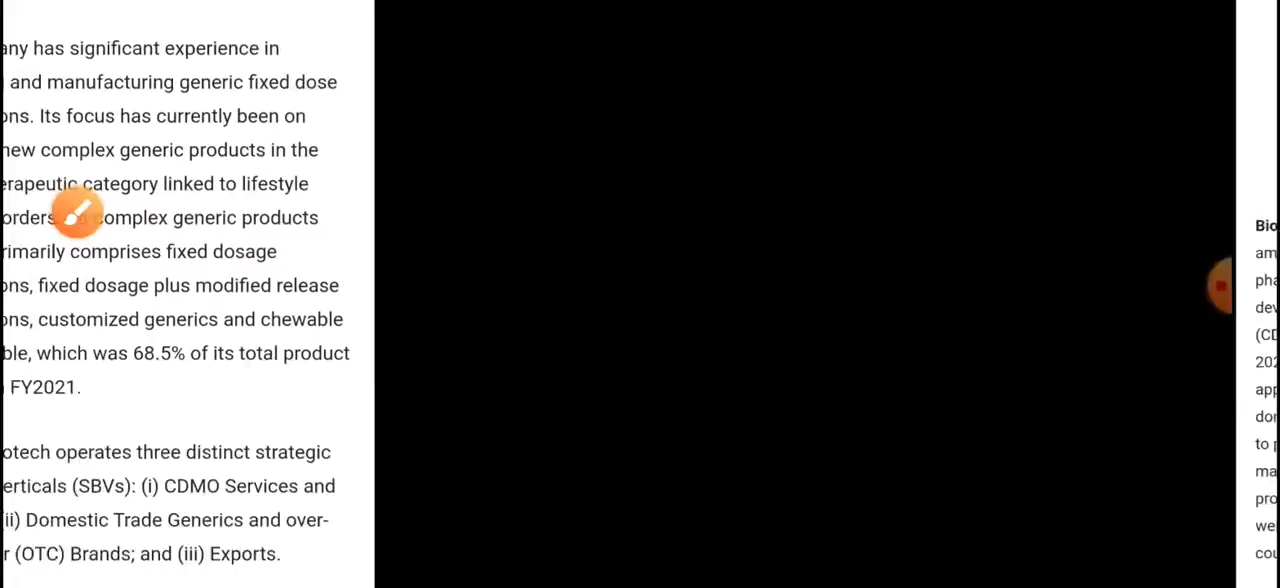 any has significant experience in
and manufacturing generic fixed dose
ons. Its focus has currently been on
new complex generic products in the
erapeutic category linked to lifestyle
orders. complex generic products
rimarily comprises fixed dosage
ons, fixed dosage plus modified release
ons, customized generics and chewable
ble, which was 68.5% of its total product
FY2021.
otech operates three distinct strategic
erticals (SBVs): (i) CDMO Services and
(ii) Domestic Trade Generics and over-
r (OTC) Brands; and (iii) Exports.
Bio
am
pha
dev
(CD
202
app
dor
to p
ma
pro
we
cou